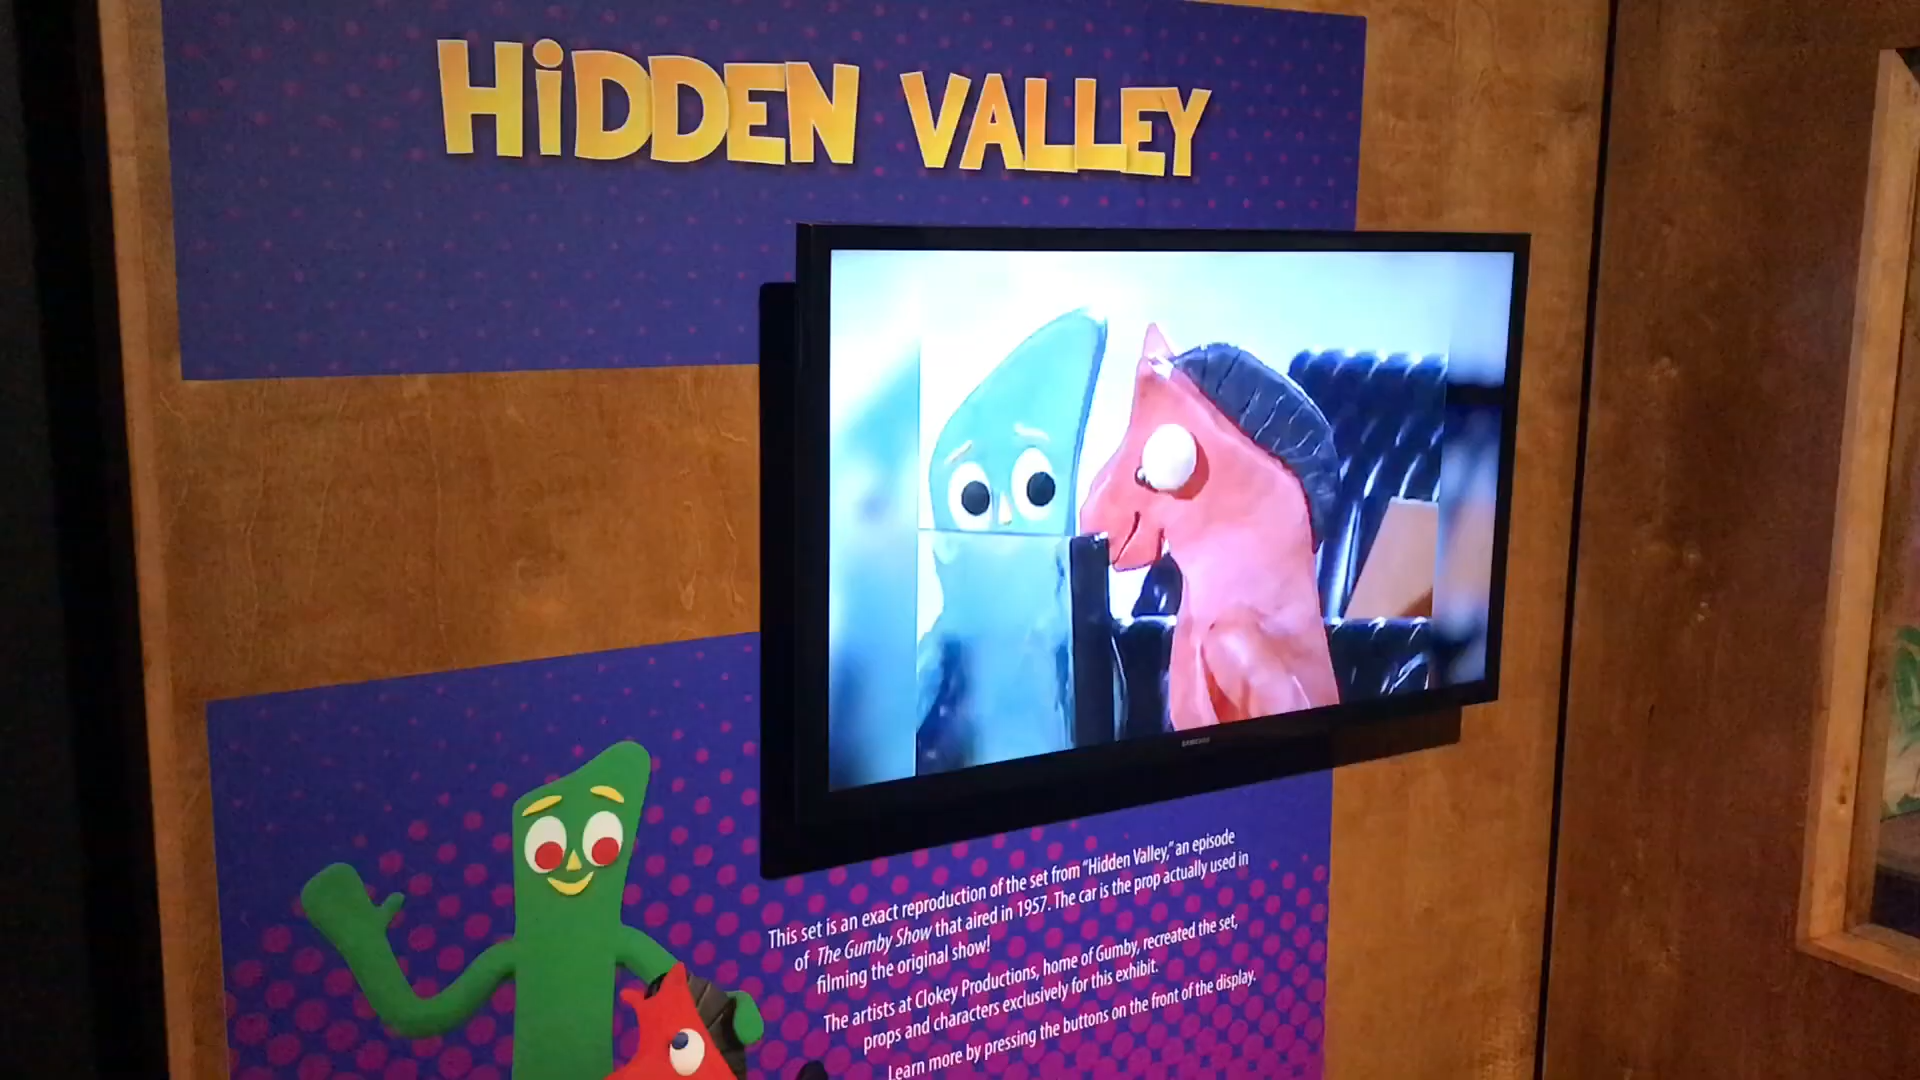 HiDDEN VALLEY
SAMSUNG
This set is an exact reproduction of the set from "Hidden Valley," an episode
of The Gumby Show that aired in 1957. The car is the prop actually used in
filming the original show!
The artists at Clokey Productions, home of Gumby, recreated the set,
props and characters exclusively for this exhibit.
Learn more by pressing the buttons on the front of the display.